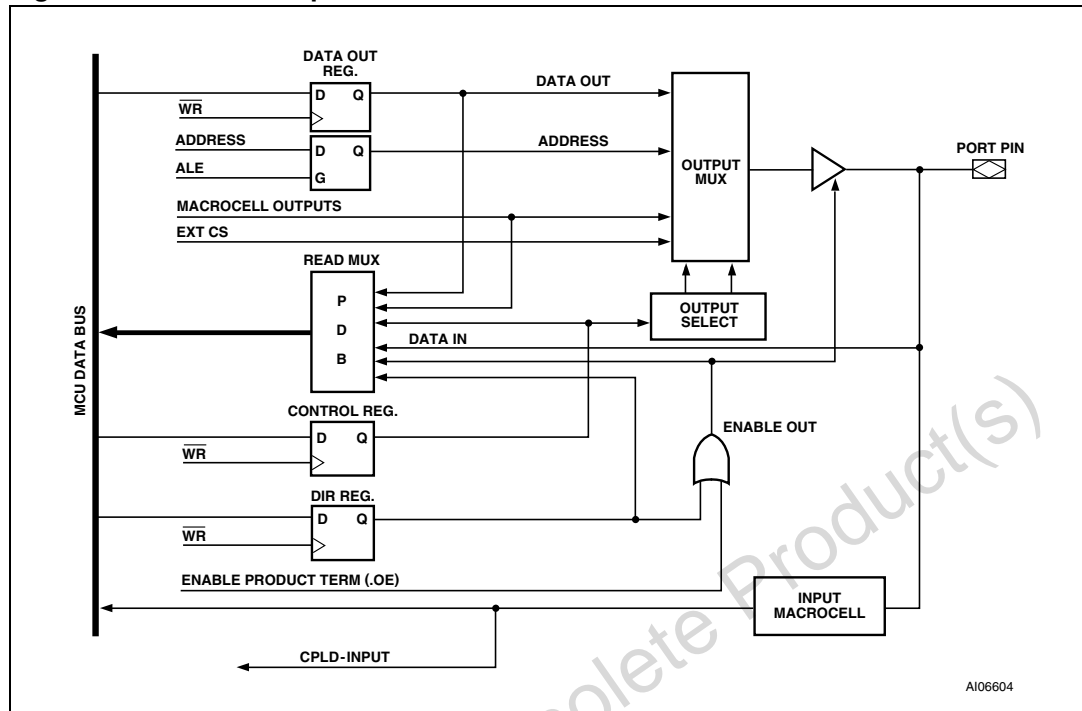 DATA OUT
REG.
D Q
WR
DATA OUT
ADDRESS
D Q
ALE
G
ADDRESS
OUTPUT
MUX
PORT PIN
MACROCELL OUTPUTS
EXT CS
READ MUX
P
D
B
OUTPUT
SELECT
DATA IN
MCU DATA BUS
CONTROL REG.
D Q
WR
ENABLE OUT
DIR REG.
D Q
WR
ENABLE PRODUCT TERM (.OE)
INPUT
MACROCELL
CPLD-INPUT
AI06604
olete Product(s)